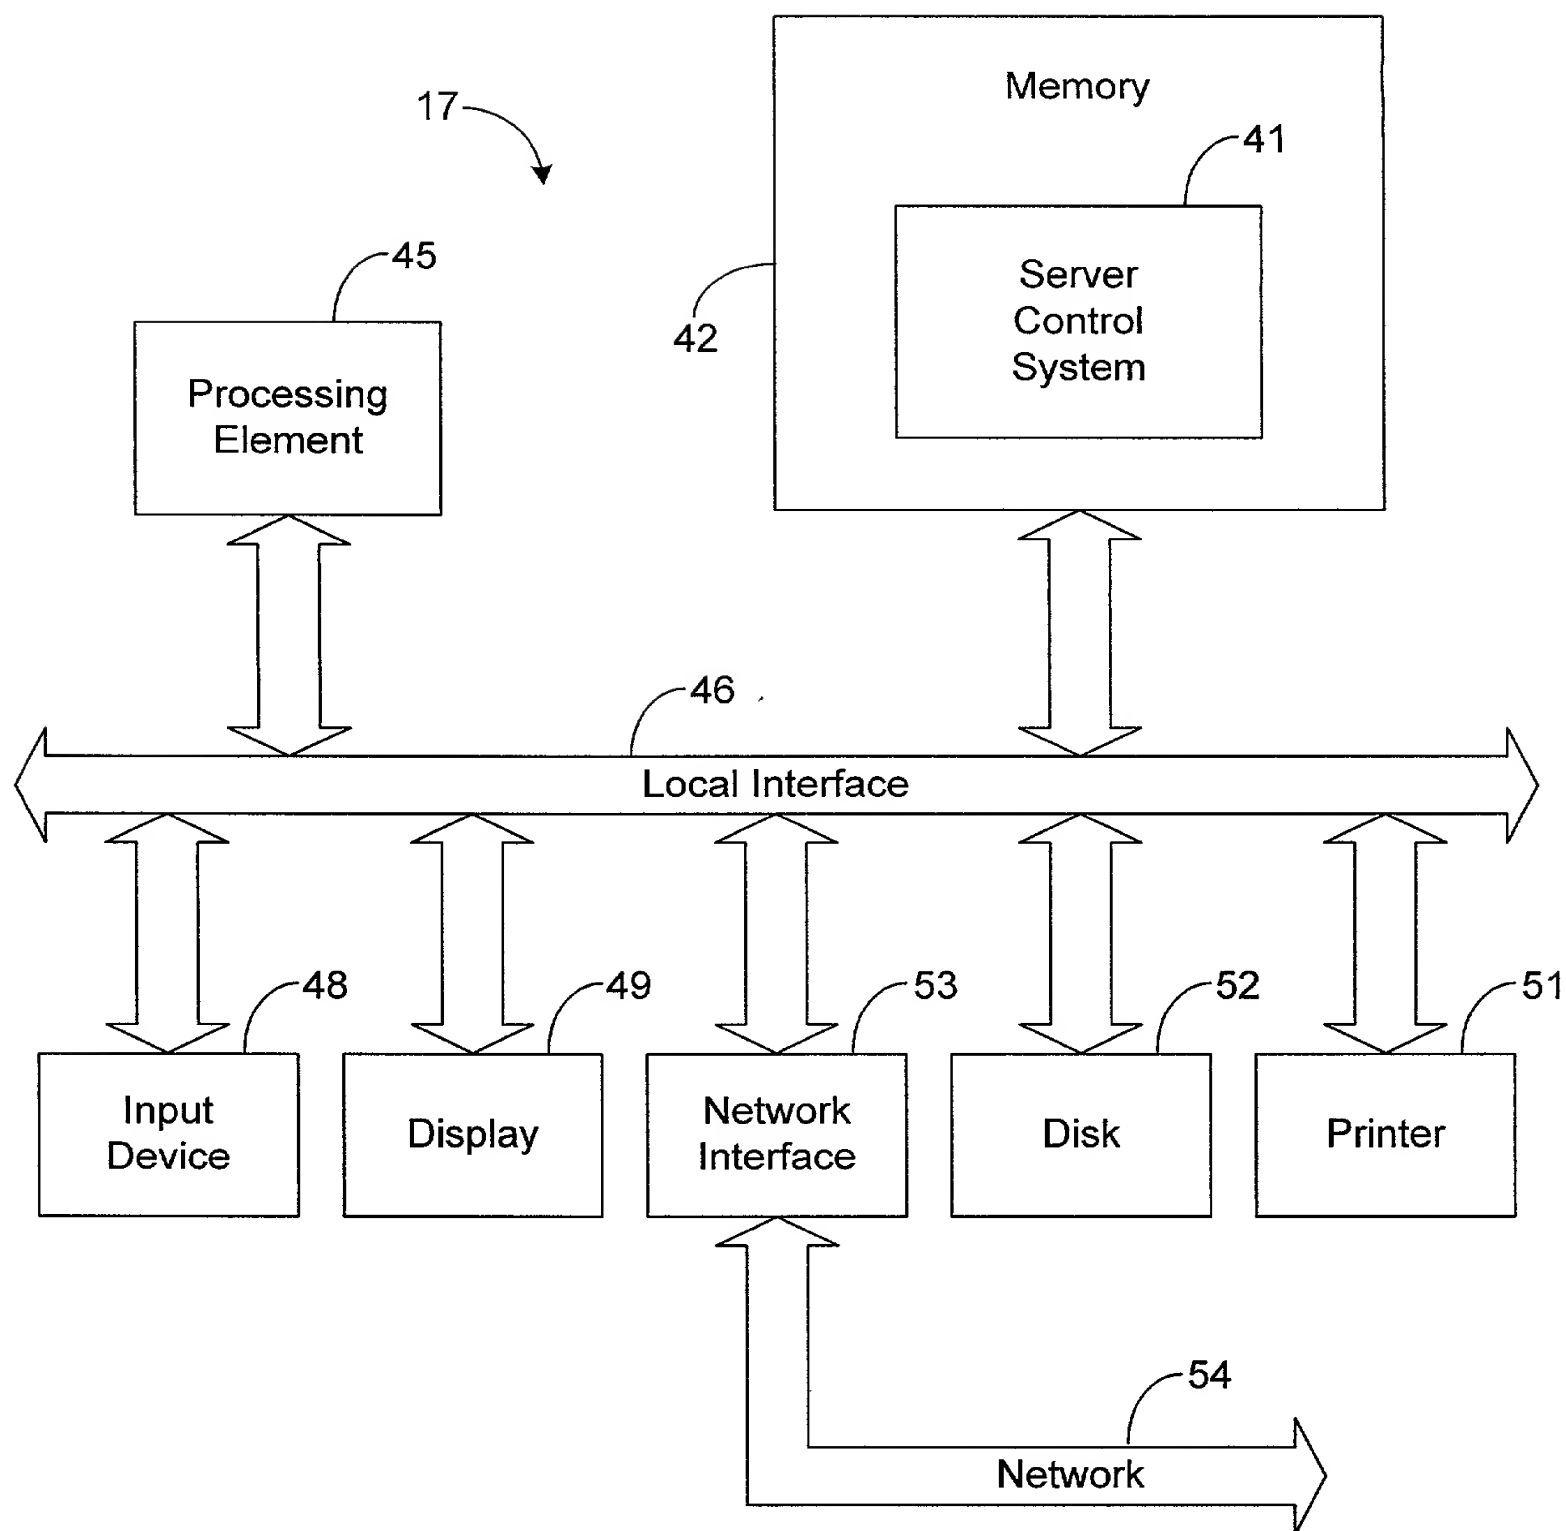 Memory
17
41
45
Server
Control
System
42
Processing
Element
46
Local Interface
48
49
53
52
51
Input
Device
Display
Network
Interface
Disk
Printer
54
Network